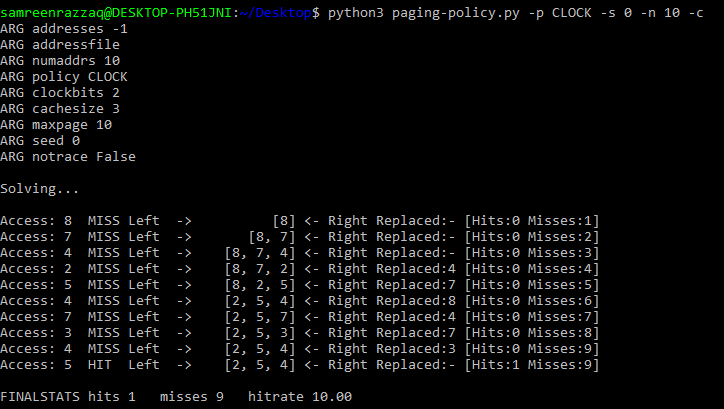 samreenrazzaq@DESKTOP-PH51JNI:~/Desktop$ python3 paging-policy.py -p CLOCK -s 0 -n 10 -c
ARG addresses -1
ARG addressfile
ARG numaddrs 10
ARG policy CLOCK
ARG clockbits 2
ARG cachesize 3
ARG maxpage 10
ARG seed 0
ARG notrace False
Solving...
Access: 8  MISS Left  ->          [8] <- Right Replaced:- [Hits:0 Misses:1]
Access: 7  MISS Left  ->       [8, 7] <- Right Replaced:- [Hits:0 Misses:2]
Access: 4  MISS Left  ->    [8, 7, 4] <- Right Replaced:- [Hits:0 Misses:3]
Access: 2  MISS Left  ->    [8, 7, 2] <- Right Replaced:4 [Hits:0 Misses:4]
Access: 5  MISS Left  ->    [8, 2, 5] <- Right Replaced:7 [Hits:0 Misses:5]
Access: 4  MISS Left  ->    [2, 5, 4] <- Right Replaced:8 [Hits:0 Misses:6]
Access: 7  MISS Left  ->    [2, 5, 7] <- Right Replaced:4 [Hits:0 Misses:7]
Access: 3  MISS Left  ->    [2, 5, 3] <- Right Replaced:7 [Hits:0 Misses:8]
Access: 4  MISS Left  ->    [2, 5, 4] <- Right Replaced:3 [Hits:0 Misses:9]
Access: 5  HIT  Left  ->    [2, 5, 4] <- Right Replaced:- [Hits:1 Misses:9]
FINALSTATS hits 1   misses 9   hitrate 10.00